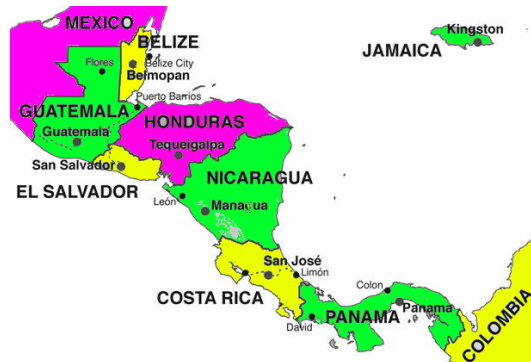 MEXICO
Kingston
JAMAICA
BELIZE
Belize City
Flores
Belmopan
Puerto Barrios
GUATEMALA
HONDURAS
Guatemala
Tequeigalpa
San Salvador
NICARAGUA
EL SALVADOR
León
Managua
San José
Limón
COSTA RICA
Colon
PANAMA
Panama
David
COLOMBIA